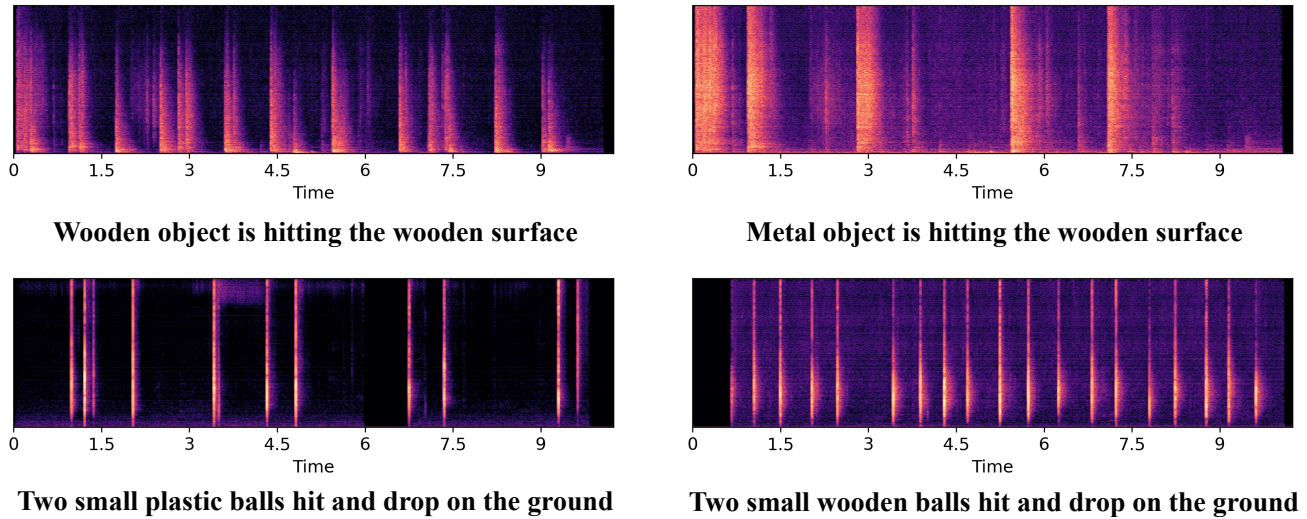 0 1.5 3 4.5 6 7.5 9
Time
Wooden object is hitting the wooden surface
0 1.5 3 4.5 6 7.5 9
Time
Metal object is hitting the wooden surface
0 1.5 3 4.5 6 7.5 9
Time
Two small plastic balls hit and drop on the ground
0 1.5 3 4.5 6 7.5 9
Time
Two small wooden balls hit and drop on the ground